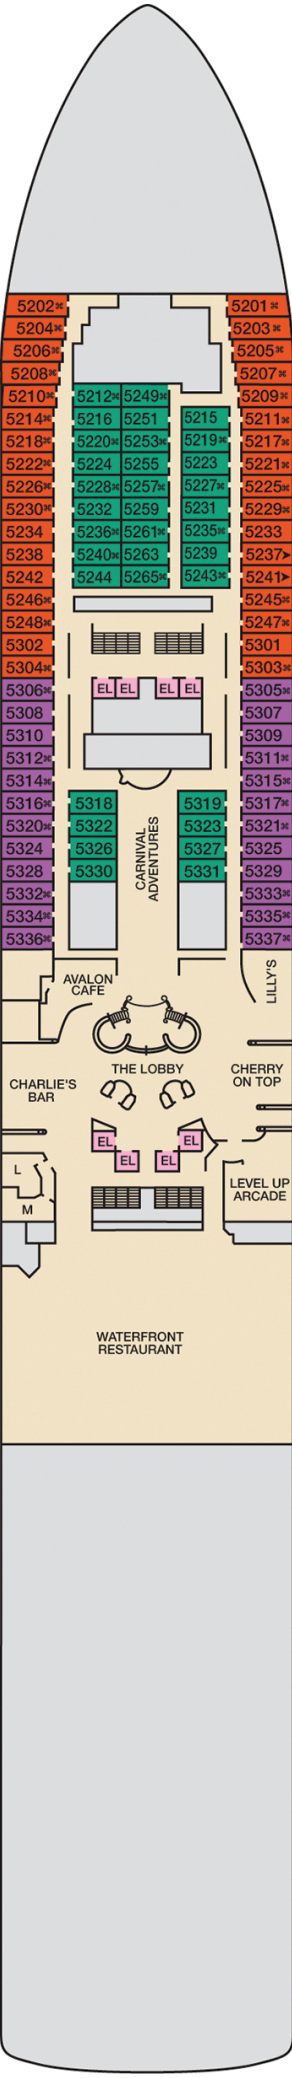 5202⌘ 5201⌘
5204⌘ 5203⌘
5206⌘ 5205⌘
5208⌘ 5207⌘
5210⌘ 5212⌘ 5249⌘ 5209⌘
5214⌘ 5216 5251 5215 5211⌘
5218⌘ 5220⌘ 5253⌘ 5219⌘ 5217⌘
5222⌘ 5224 5255 5223 5221⌘
5226⌘ 5228⌘ 5257⌘ 5227⌘ 5225⌘
5230⌘ 5232 5259 5231 5229⌘
5234 5236⌘ 5261⌘ 5235⌘ 5233
5238 5240⌘ 5263 5239 5237➤
5242 5244 5265⌘ 5243⌘ 5241➤
5246⌘ 5245⌘
5248⌘ 5247⌘
5302 5301
5304⌘ 5303⌘
5306⌘ EL EL EL EL 5305⌘
5308 5307
5310 5309
5312⌘ 5311⌘
5314⌘ 5315⌘
5316⌘ 5318 5319 5317⌘
5320⌘ 5322 5323 5321⌘
5324 5326 5327 5325
5328 5330 5331 5329
5332⌘ 5333⌘
5334⌘ 5335⌘
5336⌘ 5337⌘
CARNIVAL
ADVENTURES
AVALON
CAFE
LILLY'S
THE LOBBY
CHARLIE'S
BAR
CHERRY
ON TOP
EL EL
EL EL
L
M
LEVEL UP
ARCADE
WATERFRONT
RESTAURANT